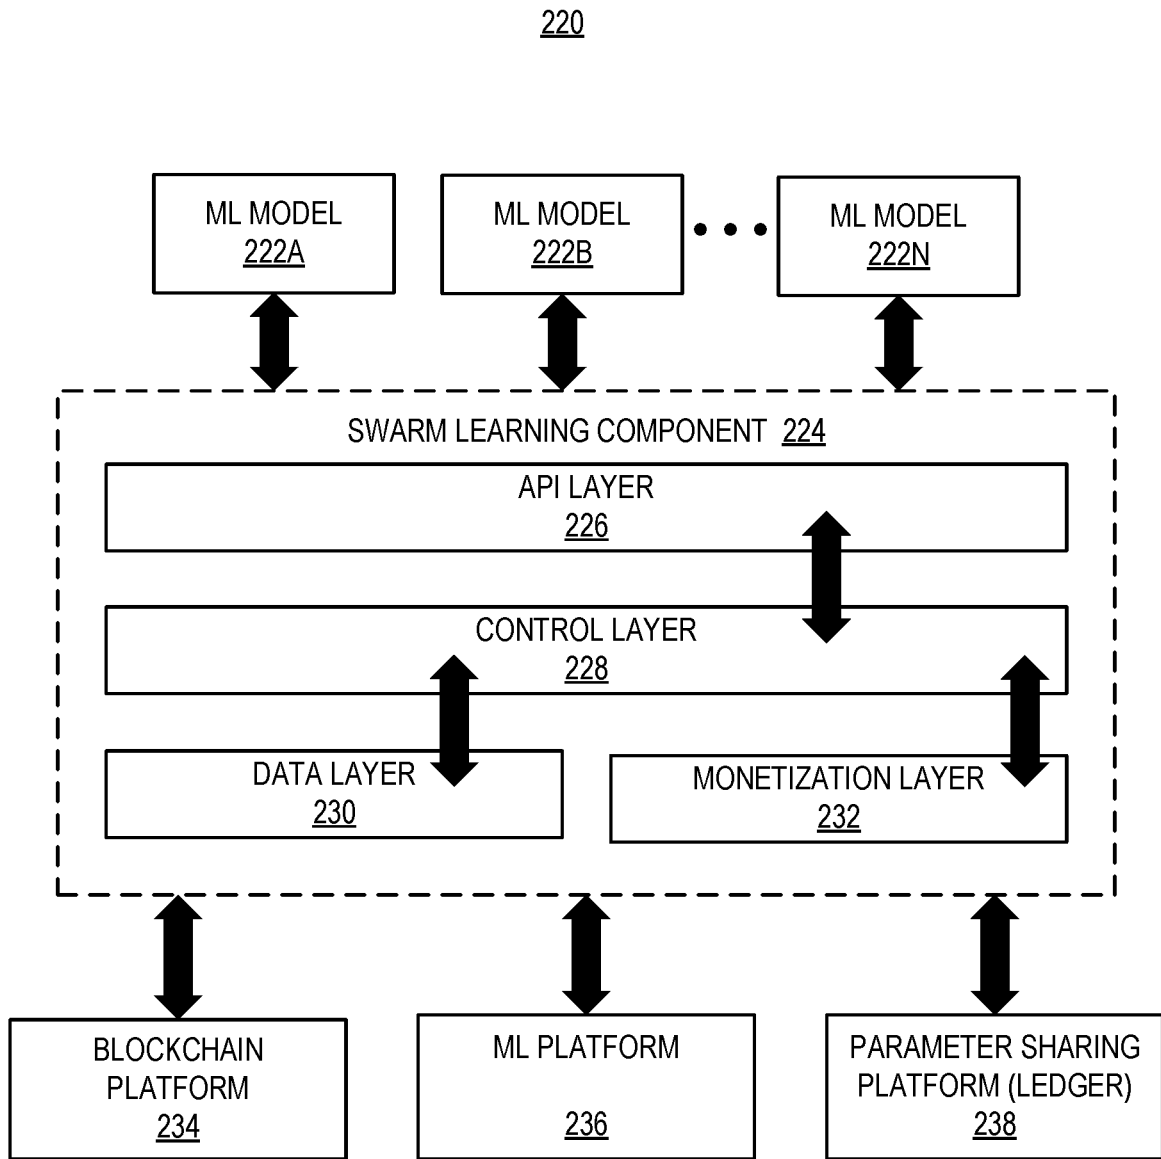 220
ML MODEL
222A
ML MODEL
222B
ML MODEL
222N
SWARM LEARNING COMPONENT 224
API LAYER
226
CONTROL LAYER
228
DATA LAYER
230
MONETIZATION LAYER
232
BLOCKCHAIN
PLATFORM
234
ML PLATFORM
236
PARAMETER SHARING
PLATFORM (LEDGER)
238